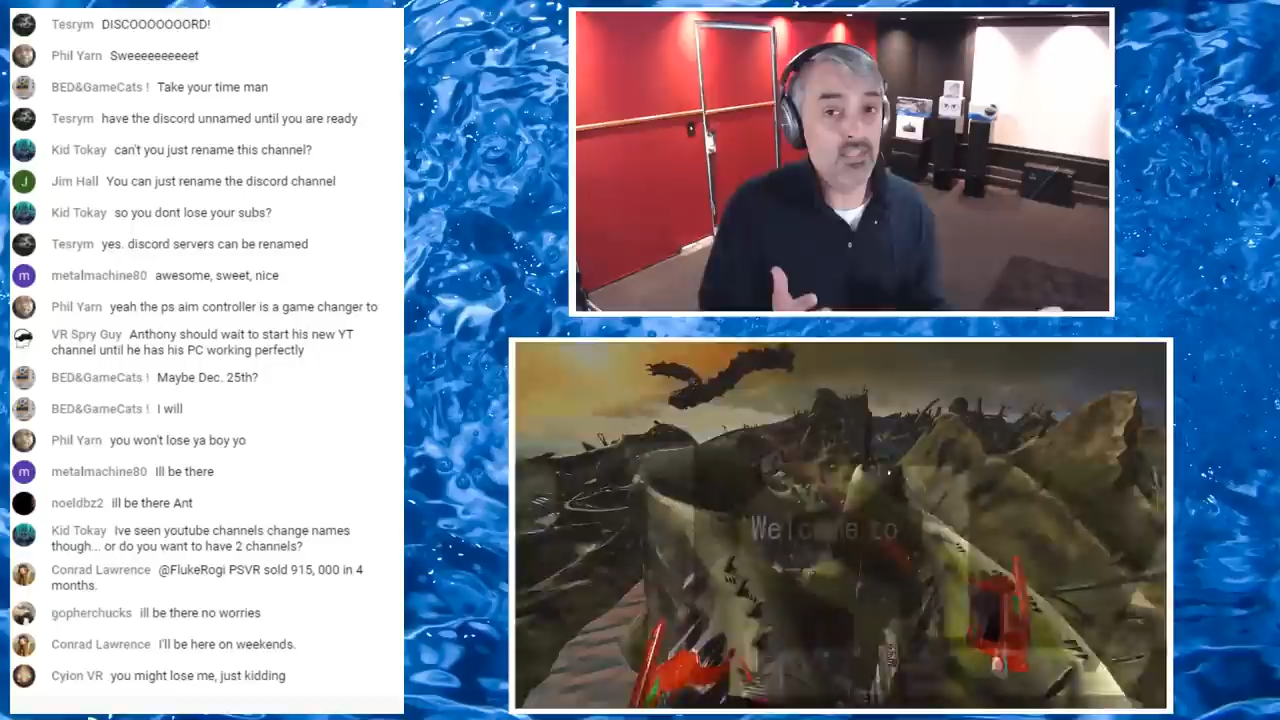 Tesrym DISCOOOOOOORD!
Phil Yarn Sweeeeeeeeeet
BED&GameCats ! Take your time man
Tesrym have the discord unnamed until you are ready
Kid Tokay can't you just rename this channel?
J
Jim Hall You can just rename the discord channel
Kid Tokay so you dont lose your subs?
Tesrym yes. discord servers can be renamed
m
metalmachine80 awesome, sweet, nice
Phil Yarn yeah the ps aim controller is a game changer to
VR Spry Guy Anthony should wait to start his new YT
channel until he has his PC working perfectly
BED&GameCats ! Maybe Dec. 25th?
BED&GameCats ! I will
Phil Yarn you won't lose ya boy yo
m
metalmachine80 Ill be there
noeldbz2 ill be there Ant
Kid Tokay Ive seen youtube channels change names
though... or do you want to have 2 channels?
Conrad Lawrence @FlukeRogi PSVR sold 915, 000 in 4
months.
gopherchucks ill be there no worries
Conrad Lawrence I'll be here on weekends.
Cyion VR you might lose me, just kidding
Welcome to